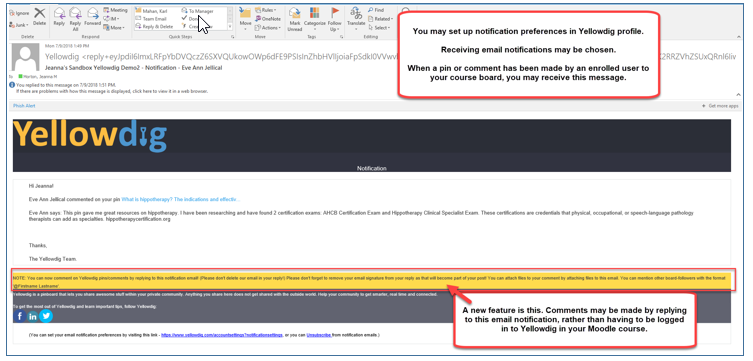 Ignore
Junk
Delete
Reply
Reply All
Forward
Meeting
IM
More
Mahan, Karl
Team Email
Reply & Delete
To Manager
Move
Rules
OneNote
Actions
Mark Unread
Categorize
Follow Up
Translate
Find
Related
Select
Delete
Respond
Quick Steps
Move
Tags
Editing
Mon 7/9/2018 1:49 PM
Jeanna's Sandbox Yellowdig Demo2 - Notification - Eve Ann Jellical
You replied to this message on 7/9/2018 1:51 PM.
If there are problems with how this message is displayed, click here to view it in a web browser.
Phish Alert
+ Get more apps
You may set up notification preferences in Yellowdig profile.
Receiving email notifications may be chosen.
When a pin or comment has been made by an enrolled user to
your course board, you may receive this message.
Yellowdig
Notification
Hi Jeanna!
Eve Ann Jellical commented on your pin What Is hippotherapy? The indications and effectiv...
Eve Ann says: This pin gave me great resources on hippotherapy. I have been researching and have found 2 certification exams: AHCB Certification Exam and Hippotherapy Clinical Specialist Exam. These certifications are credentials that physical, occupational, or speech-language pathology
therapists can add as specialties. hippotherapycertification.org
Thanks,
The Yellowdig Team.
NOTE: You can now comment on Yellowdig pins/comments by replying to this notification email! (Please don't delete our email in your reply!) Please don't forget to remove your email signature from your reply as that will become part of your post! You can attach files to your comment by attaching files to this email. You can mention other board-followers with the format
'@Firstname Lastname'.
Yellowdig is a pinboard that lets you share awesome stuff within your private community. Anything you share here does not get shared with the outside world. Help your community to get smarter, real time and connected.
To get the most out of Yellowdig and team important tips, follow Yellowdig:
A new feature is this. Comments may be made by replying
to this email notification, rather than having to be logged
in to Yellowdig in your Moodle course.
(You can set your email notification preferences by visiting this link - https://www.yellowdig.com/accountsettings?notificationsettings, or you can Unsubscribe from notification emails.)